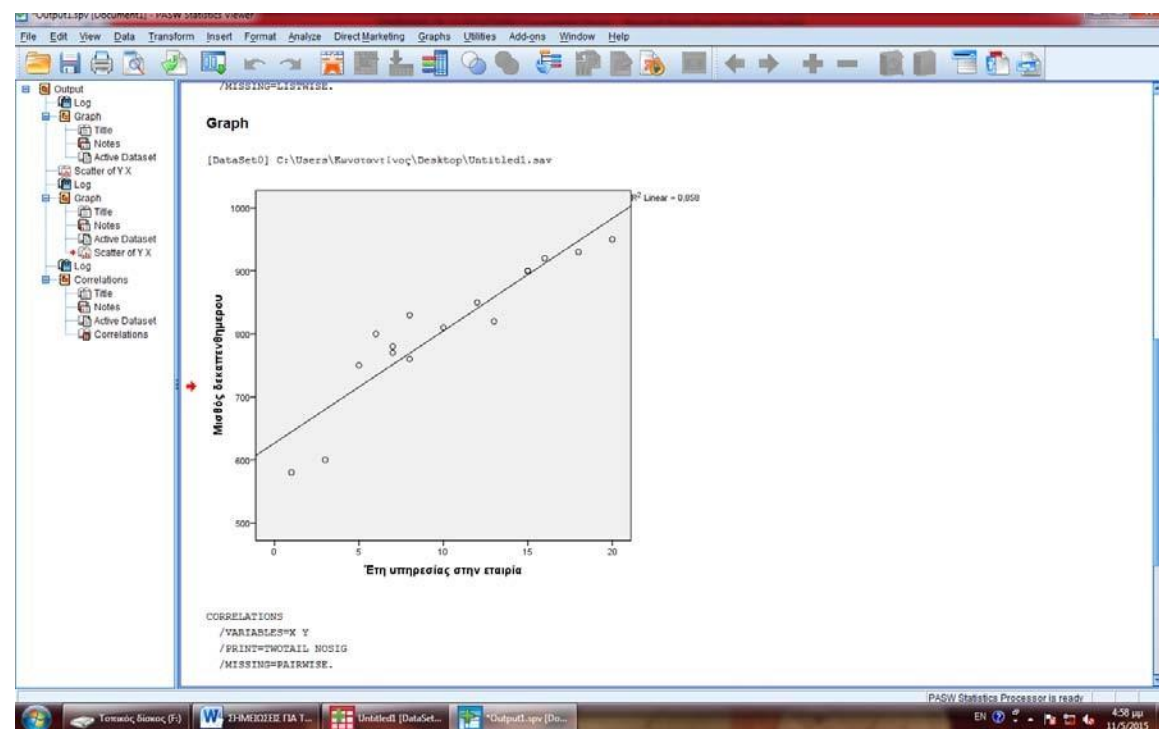 *Output1.spv [Document1] - PASW Statistics Viewer
File Edit View Data Transform Insert Format Analyze Direct Marketing Graphs Utilities Add-ons Window Help
Output
Log
Graph
Title
Notes
Active Dataset
Scatter of Y X
Log
Graph
Title
Notes
Active Dataset
Scatter of Y X
Log
Correlations
Title
Notes
Active Dataset
Correlations
/MISSING=LISTWISE.
Graph
[DataSet0] C:\Users\Κωνσταντίνος\Desktop\Untitled1.sav
R² Linear = 0,858
1000
900
800
700
600
500
Μισθός δεκαπενθημερου
0 5 10 15 20
Έτη υπηρεσίας στην εταιρία
CORRELATIONS
/VARIABLES=X Y
/PRINT=TWOTAIL NOSIG
/MISSING=PAIRWISE.
PASW Statistics Processor is ready
Τοπικός δίσκος (F:) ΣΗΜΕΙΩΣΕΙΣ ΓΙΑ Τ... Untitled1 [DataSet... *Output1.spv [Do... EN 4:58 μμ
11/5/2015